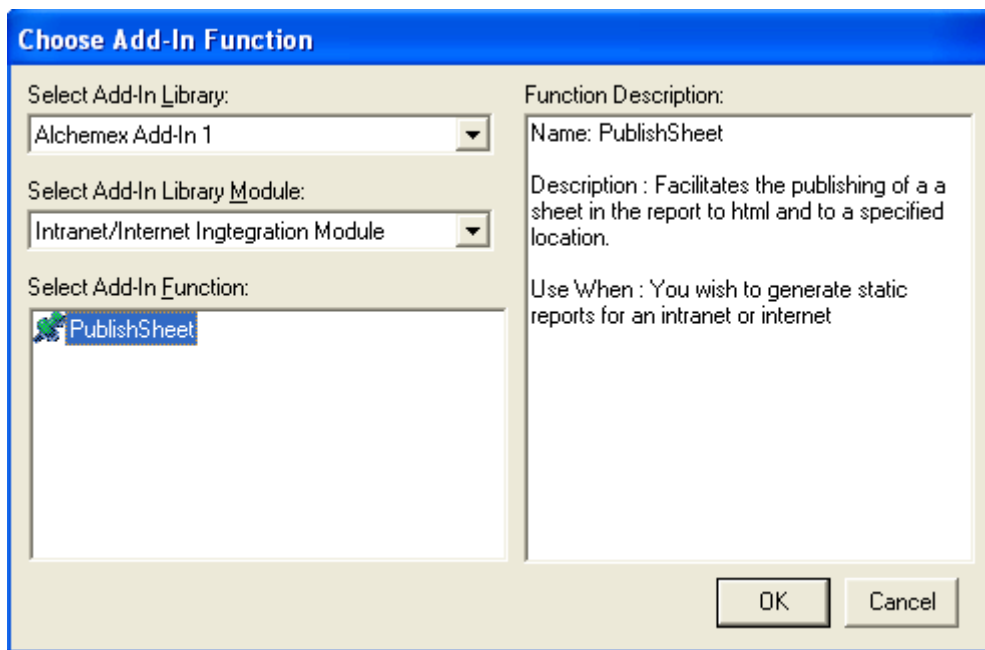 Choose Add-In Function
Select Add-In Library:
Alchemex Add-In 1
Select Add-In Library Module:
Intranet/Internet Ingtegration Module
Select Add-In Function:
PublishSheet
Function Description:
Name: PublishSheet
Description : Facilitates the publishing of a a
sheet in the report to html and to a specified
location.
Use When : You wish to generate static
reports for an intranet or internet
OK
Cancel